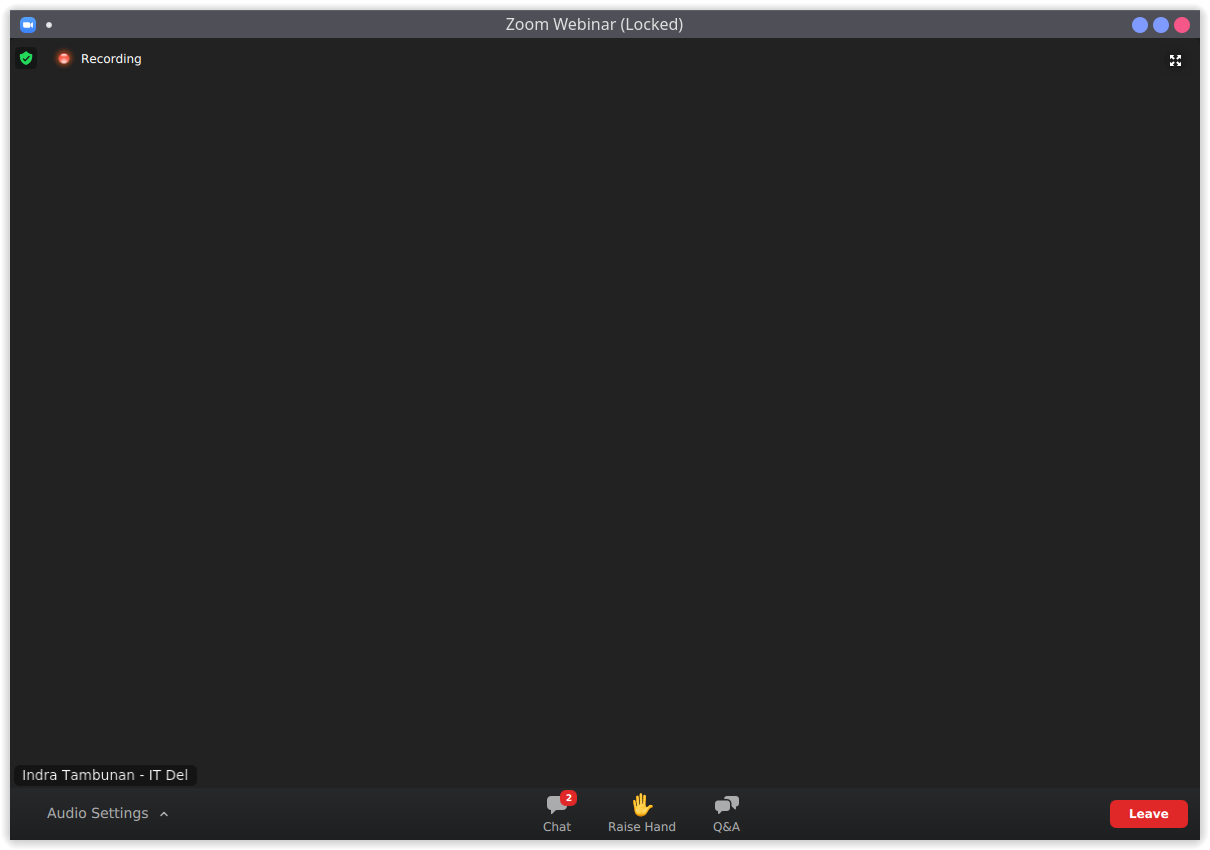 Zoom Webinar (Locked)
Recording
Indra Tambunan - IT Del
Audio Settings
2
Chat
Raise Hand
Q&A
Leave